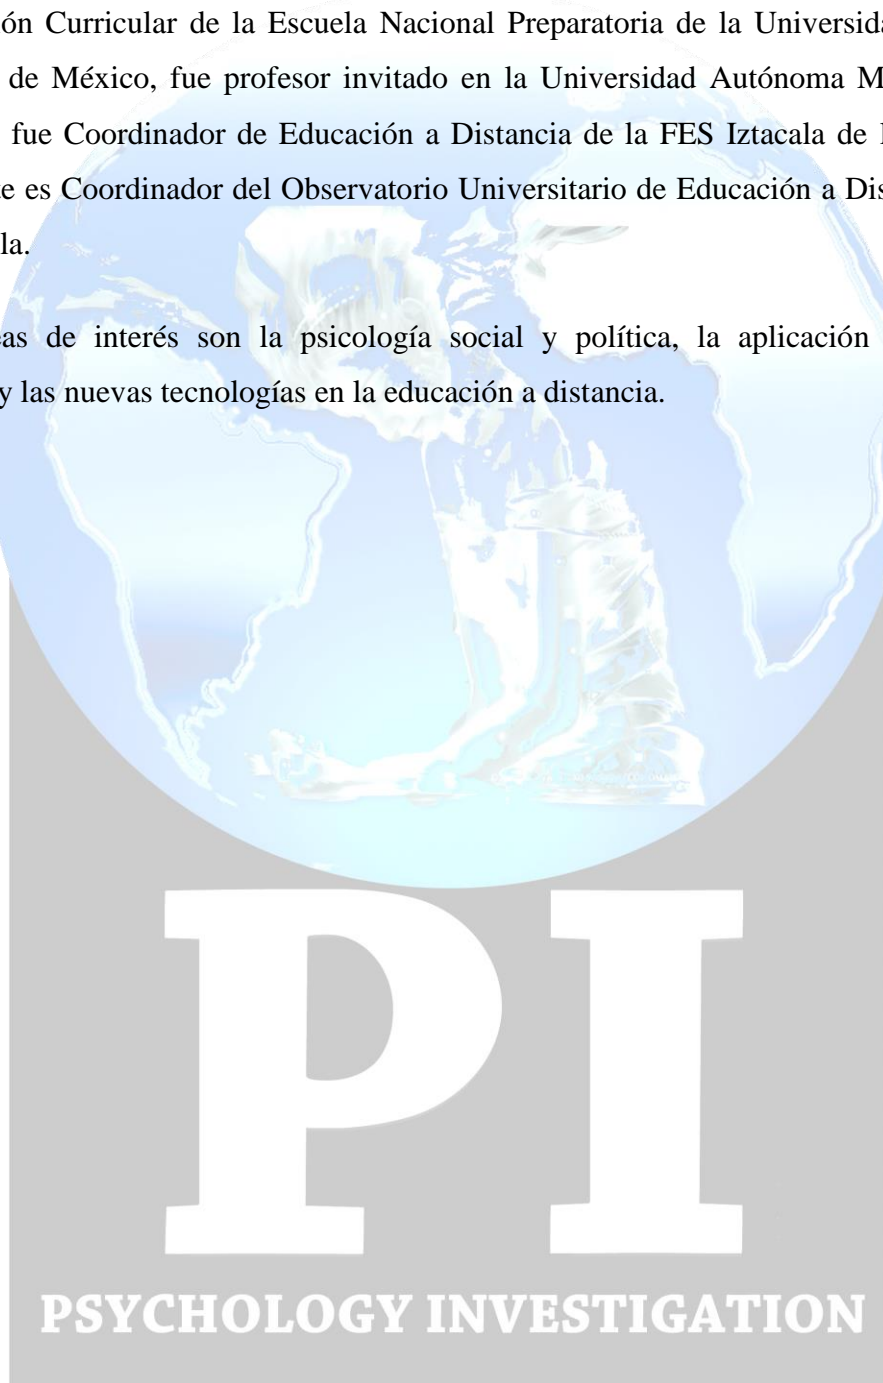 ión Curricular de la Escuela Nacional Preparatoria de la Universida
de México, fue profesor invitado en la Universidad Autónoma M
fue Coordinador de Educación a Distancia de la FES Iztacala de
te es Coordinador del Observatorio Universitario de Educación a Dis
la.
as de interés son la psicología social y política, la aplicación
y las nuevas tecnologías en la educación a distancia.
PI
PSYCHOLOGY INVESTIGATION